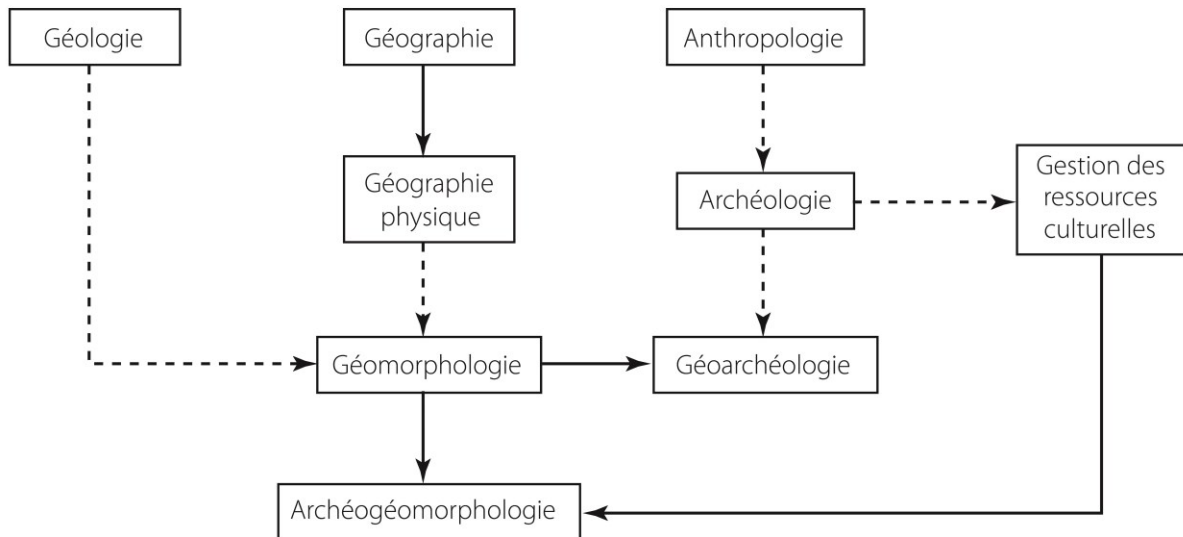 Géologie
Géographie
Anthropologie
Géographie
physique
Archéologie
Gestion des
ressources
culturelles
Géomorphologie
Géoarchéologie
Archéogéomorphologie